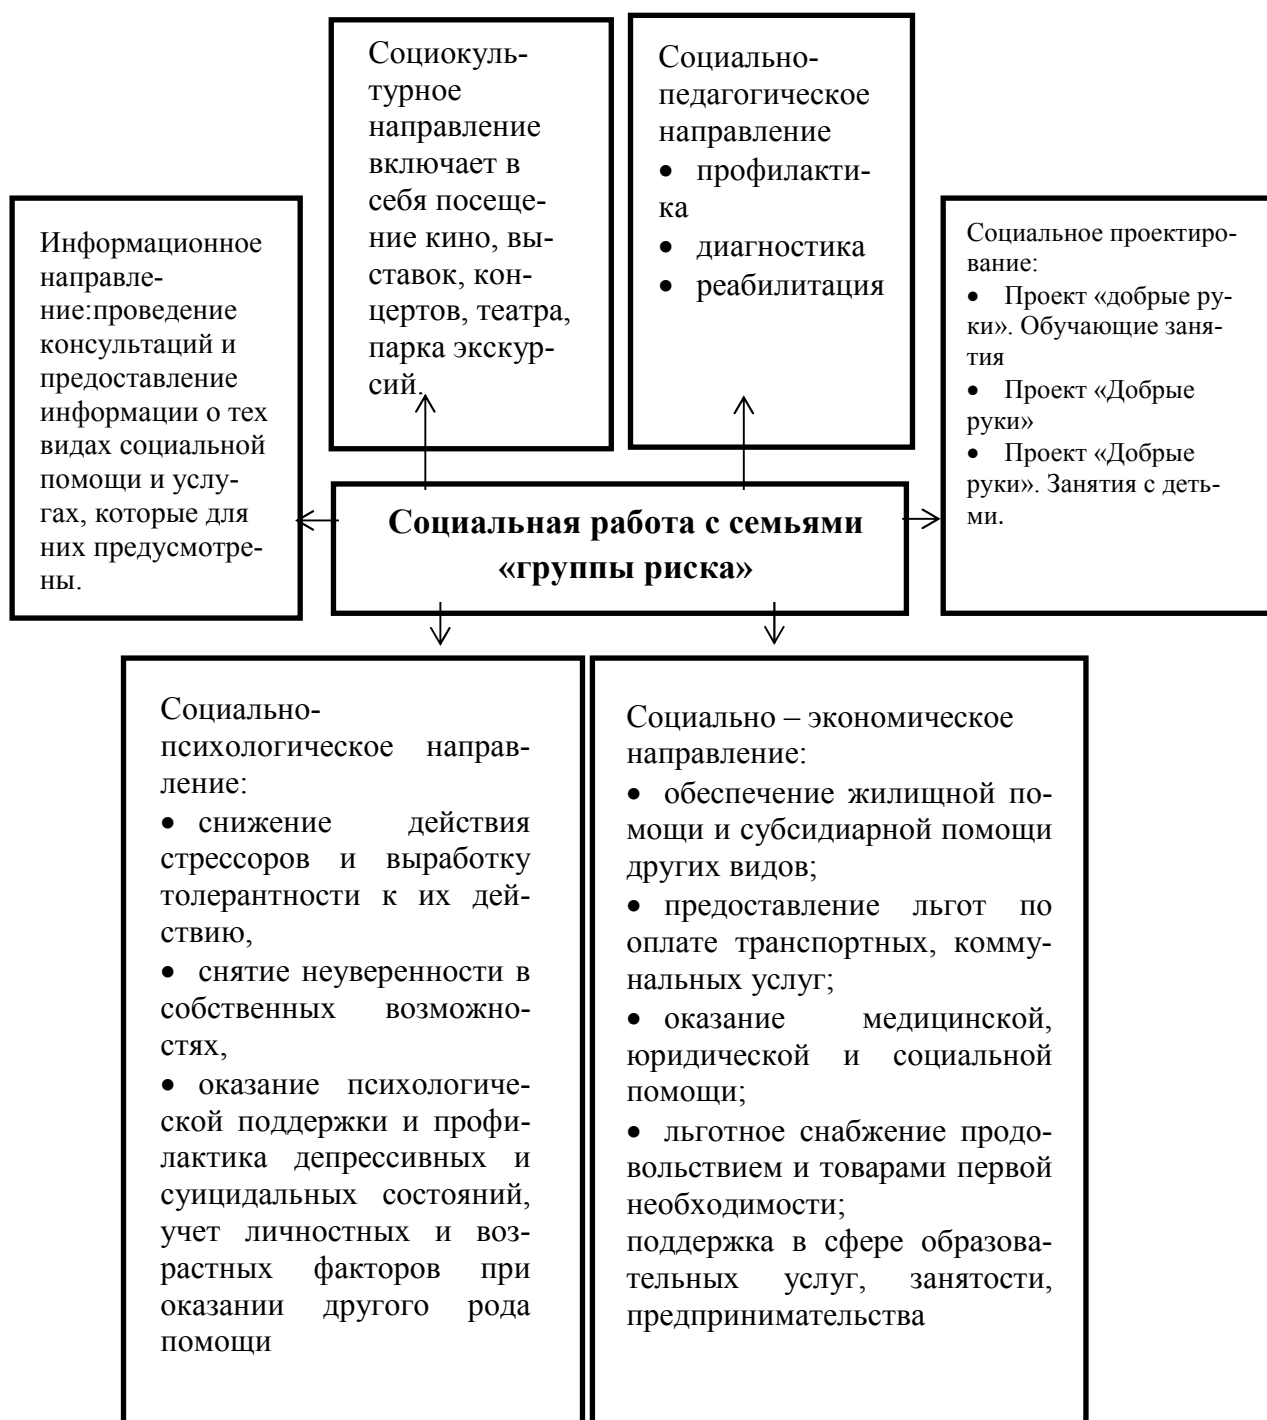 Социокуль-
турное
направление
включает в
себя посеще-
ние кино, вы-
ставок, кон-
цертов, театра,
парка экскур-
сий.
Социально-
педагогическое
направление
• профилакти-
ка
• диагностика
• реабилитация
Информационное
направле-
ние:проведение
консультаций и
предоставление
информации о тех
видах социальной
помощи и услу-
гах, которые для
них предусмотре-
ны.
Социальное проектиро-
вание:
• Проект «добрые ру-
ки». Обучающие заня-
тия
• Проект «Добрые
руки»
• Проект «Добрые
руки». Занятия с деть-
ми.
Социальная работа с семьями
«группы риска»
Социально-
психологическое направ-
ление:
• снижение действия
стрессоров и выработку
толерантности к их дей-
ствию,
• снятие неуверенности в
собственных возможно-
стях,
• оказание психологиче-
ской поддержки и профи-
лактика депрессивных и
суицидальных состояний,
учет личностных и воз-
растных факторов при
оказании другого рода
помощи
Социально – экономическое
направление:
• обеспечение жилищной по-
мощи и субсидиарной помощи
других видов;
• предоставление льгот по
оплате транспортных, комму-
нальных услуг;
• оказание медицинской,
юридической и социальной
помощи;
• льготное снабжение продо-
вольствием и товарами первой
необходимости;
поддержка в сфере образова-
тельных услуг, занятости,
предпринимательства